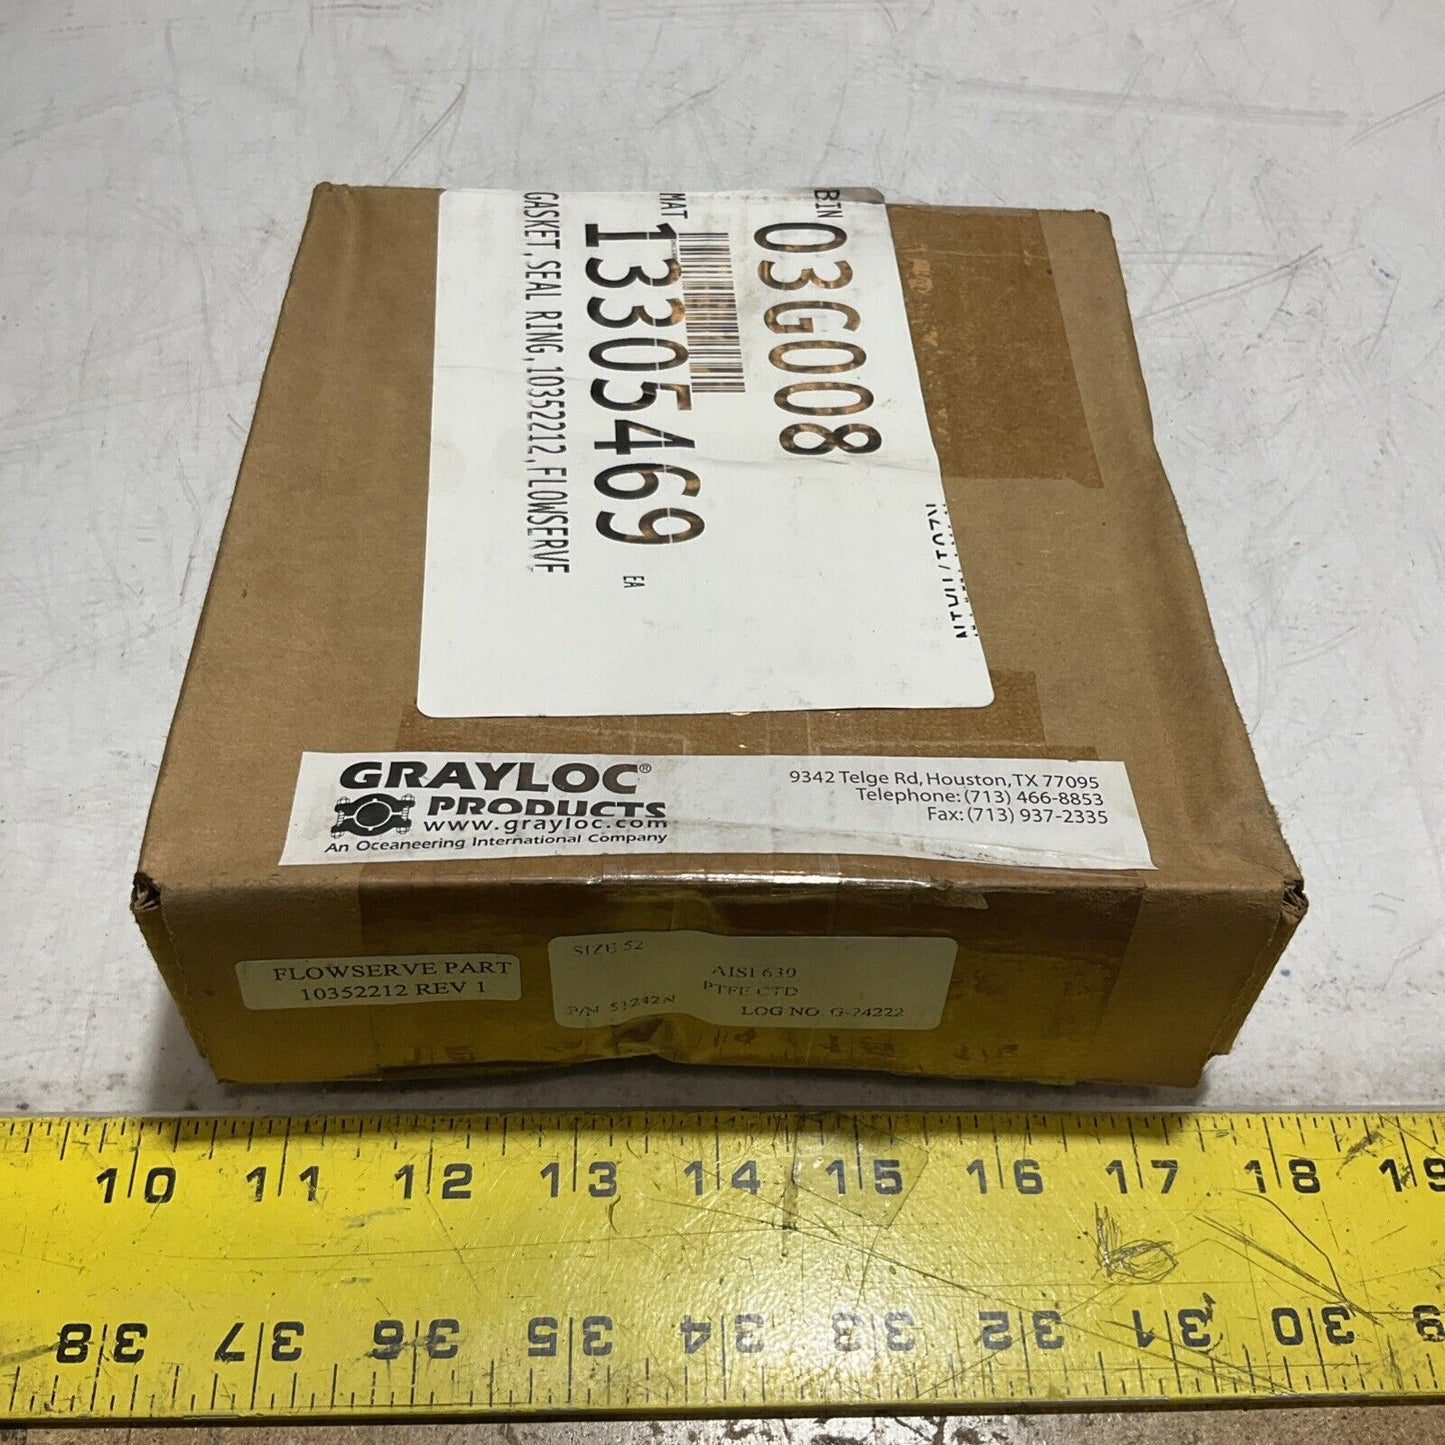 BIN
03G008
MAT
13305469
EA
GASKET,SEAL RING,10352212,FLOWSERVE
GRAYLOC®
PRODUCTS
www.grayloc.com
An Oceaneering International Company
9342 Telge Rd, Houston, TX 77095
Telephone: (713) 466-8853
Fax: (713) 937-2335
FLOWSERVE PART
10352212 REV 1
SIZE 52
AISI 630
PTFE CTD
P/N 51242N
LOG NO. G-24222
10 11 12 13 14 15 16 17 18 19
38 37 36 35 34 33 32 31 30